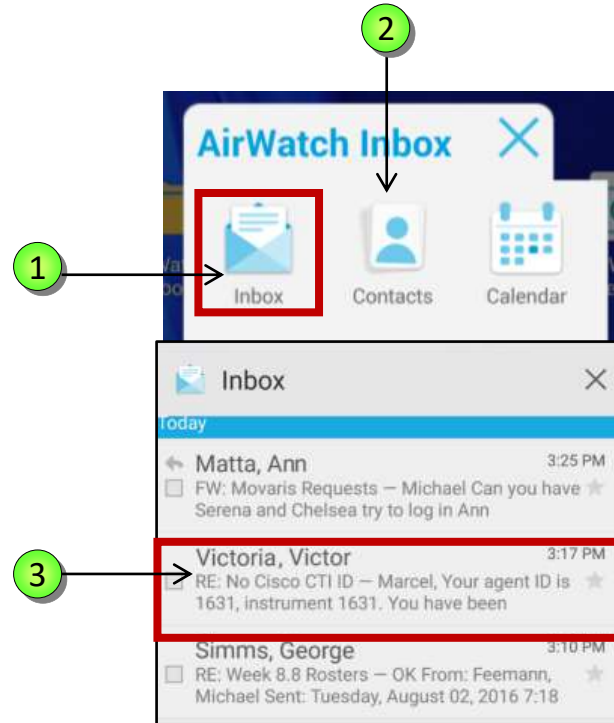 2
AirWatch Inbox
1
Inbox
Contacts
Calendar
Inbox
Today
Matta, Ann 3:25 PM
FW: Movaris Requests — Michael Can you have
Serena and Chelsea try to log in Ann
Victoria, Victor 3:17 PM
3
RE: No Cisco CTI ID — Marcel, Your agent ID is
1631, instrument 1631. You have been
Simms, George 3:10 PM
RE: Week 8.8 Rosters — OK From: Feemann,
Michael Sent: Tuesday, August 02, 2016 7:18